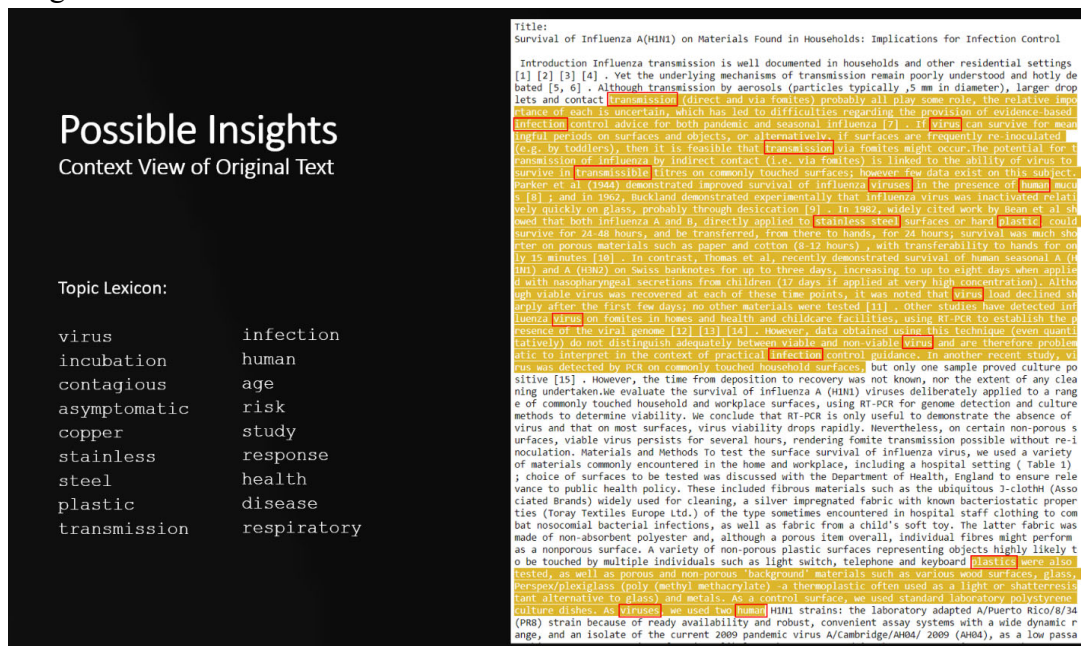 Possible Insights
Context View of Original Text
Topic Lexicon:
virus
incubation
contagious
asymptomatic
copper
stainless
steel
plastic
transmission
infection
human
age
risk
study
response
health
disease
respiratory
Title:
Survival of Influenza A(H1N1) on Materials Found in Households: Implications for Infection Control
Introduction Influenza transmission is well documented in households and other residential settings
[1] [2] [3] [4] . Yet the underlying mechanisms of transmission remain poorly understood and hotly de
bated [5, 6] . Although transmission by aerosols (particles typically ,5 mm in diameter), larger drop
lets and contact transmission (direct and via fomites) probably all play some role, the relative impo
rtance of each is uncertain, which has led to difficulties regarding the provision of evidence-based
infection control advice for both pandemic and seasonal influenza [7] . If virus can survive for mean
ingful periods on surfaces and objects, or alternatively, if surfaces are frequently re-inoculated
(e.g. by toddlers), then it is feasible that transmission via fomites might occur.The potential for t
ransmission of influenza by indirect contact (i.e. via fomites) is linked to the ability of virus to
survive in transmissible titres on commonly touched surfaces; however few data exist on this subject.
Parker et al (1944) demonstrated improved survival of influenza viruses in the presence of human mucu
s [8] ; and in 1962, Buckland demonstrated experimentally that influenza virus was inactivated relati
vely quickly on glass, probably through desiccation [9] . In 1982, widely cited work by Bean et al sh
owed that both influenza A and B, directly applied to stainless steel surfaces or hard plastic could
survive for 24-48 hours, and be transferred, from there to hands, for 24 hours; survival was much sho
rter on porous materials such as paper and cotton (8-12 hours) , with transferability to hands for on
ly 15 minutes [10] . In contrast, Thomas et al, recently demonstrated survival of human seasonal A (H
1N1) and A (H3N2) on Swiss banknotes for up to three days, increasing to up to eight days when applie
d with nasopharyngeal secretions from children (17 days if applied at very high concentration). Altho
ugh viable virus was recovered at each of these time points, it was noted that virus load declined sh
arply after the first few days; no other materials were tested [11] . Other studies have detected inf
luenza virus on fomites in homes and health and childcare facilities, using RT-PCR to establish the p
resence of the viral genome [12] [13] [14] . However, data obtained using this technique (even quanti
tatively) do not distinguish adequately between viable and non-viable virus and are therefore problem
atic to interpret in the context of practical infection control guidance. In another recent study, vi
rus was detected by PCR on commonly touched household surfaces, but only one sample proved culture po
sitive [15] . However, the time from deposition to recovery was not known, nor the extent of any clea
ning undertaken.We evaluate the survival of influenza A (H1N1) viruses deliberately applied to a rang
e of commonly touched household and workplace surfaces, using RT-PCR for genome detection and culture
methods to determine viability. We conclude that RT-PCR is only useful to demonstrate the absence of
virus and that on most surfaces, virus viability drops rapidly. Nevertheless, on certain non-porous s
urfaces, viable virus persists for several hours, rendering fomite transmission possible without re-i
noculation. Materials and Methods To test the surface survival of influenza virus, we used a variety
of materials commonly encountered in the home and workplace, including a hospital setting ( Table 1)
; choice of surfaces to be tested was discussed with the Department of Health, England to ensure rele
vance to public health policy. These included fibrous materials such as the ubiquitous J-clothH (Asso
ciated Brands) widely used for cleaning, a silver impregnated fabric with known bacteriostatic proper
ties (Toray Textiles Europe Ltd.) of the type sometimes encountered in hospital staff clothing to com
bat nosocomial bacterial infections, as well as fabric from a child's soft toy. The latter fabric was
made of non-absorbent polyester and, although a porous item overall, individual fibres might perform
as a nonporous surface. A variety of non-porous plastic surfaces representing objects highly likely t
o be touched by multiple individuals such as light switch, telephone and keyboard plastics were also
tested, as well as porous and non-porous 'background' materials such as various wood surfaces, glass,
Perspex/plexiglass (poly (methyl methacrylate) -a thermoplastic often used as a light or shatterresis
tant alternative to glass) and metals. As a control surface, we used standard laboratory polystyrene
culture dishes. As viruses, we used two human H1N1 strains: the laboratory adapted A/Puerto Rico/8/34
(PR8) strain because of ready availability and robust, convenient assay systems with a wide dynamic r
ange, and an isolate of the current 2009 pandemic virus A/Cambridge/AH04/ 2009 (AH04), as a low passa